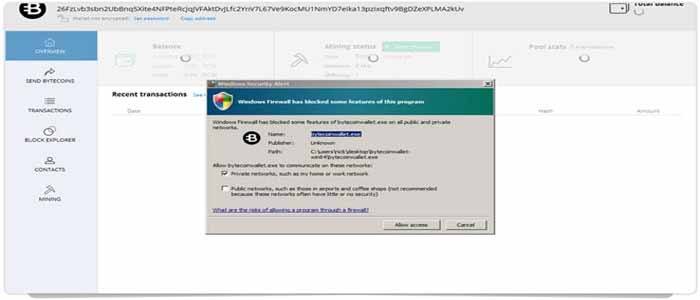 Total balance
Wallet not encrypted! Set password Copy address
OVERVIEW
SEND BYTECOINS
TRANSACTIONS
BLOCK EXPLORER
CONTACTS
MINING
Balance
Mining status
Pool stats
Recent transactions
Date
Hash
Amount
Windows Security Alert
Windows Firewall has blocked some features of this program
Windows Firewall has blocked some features of bytecoinwallet.exe on all public and private
networks.
Name: bytecoinwallet.exe
Publisher: Unknown
Path: C:\users\rick\desktop\bytecoinwallet-
win64\bytecoinwallet.exe
Allow bytecoinwallet.exe to communicate on these networks:
Private networks, such as my home or work network
Public networks, such as those in airports and coffee shops (not recommended
because these networks often have little or no security)
What are the risks of allowing a program through a firewall?
Allow access Cancel